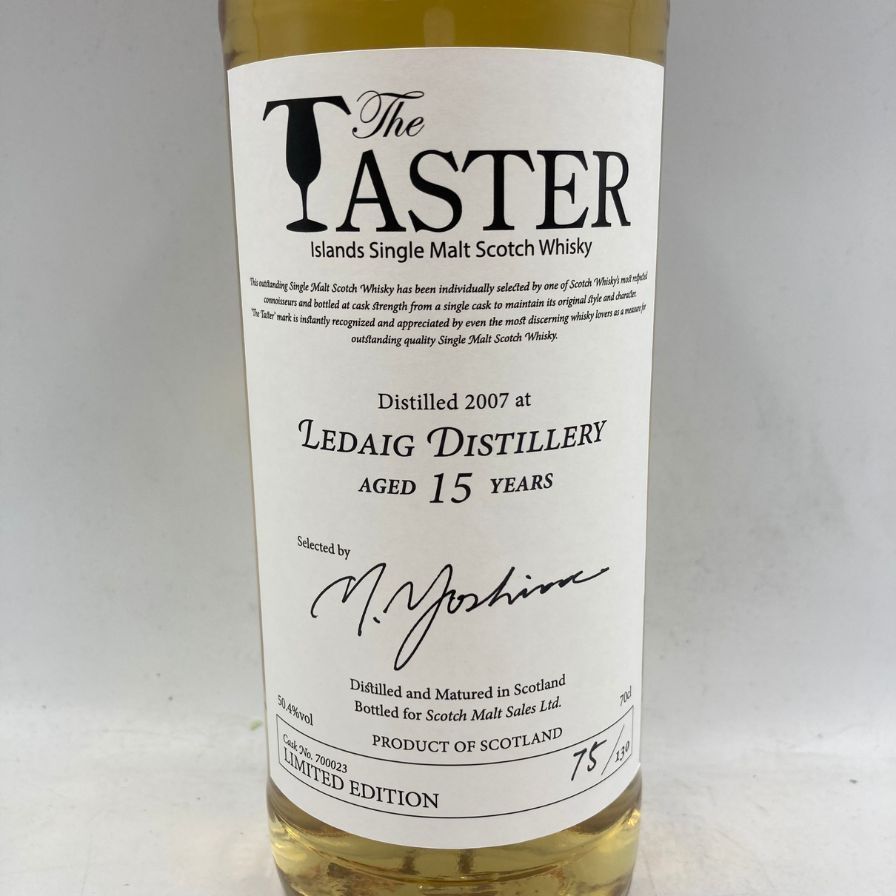 The
TASTER
Islands Single Malt Scotch Whisky
This outstanding Single Malt Scotch Whisky has been individually selected by one of Scotch Whisky's most respected
connoisseurs and bottled at cask strength from a single cask to maintain its original style and character.
'The Taster' mark is instantly recognized and appreciated by even the most discerning whisky lovers as a measure for
outstanding quality Single Malt Scotch Whisky.
Distilled 2007 at
LEDAIG DISTILLERY
AGED 15 YEARS
Selected by
Distilled and Matured in Scotland
50.4%vol Bottled for Scotch Malt Sales Ltd. 70cl
PRODUCT OF SCOTLAND
Cask No. 700023
LIMITED EDITION 75/130